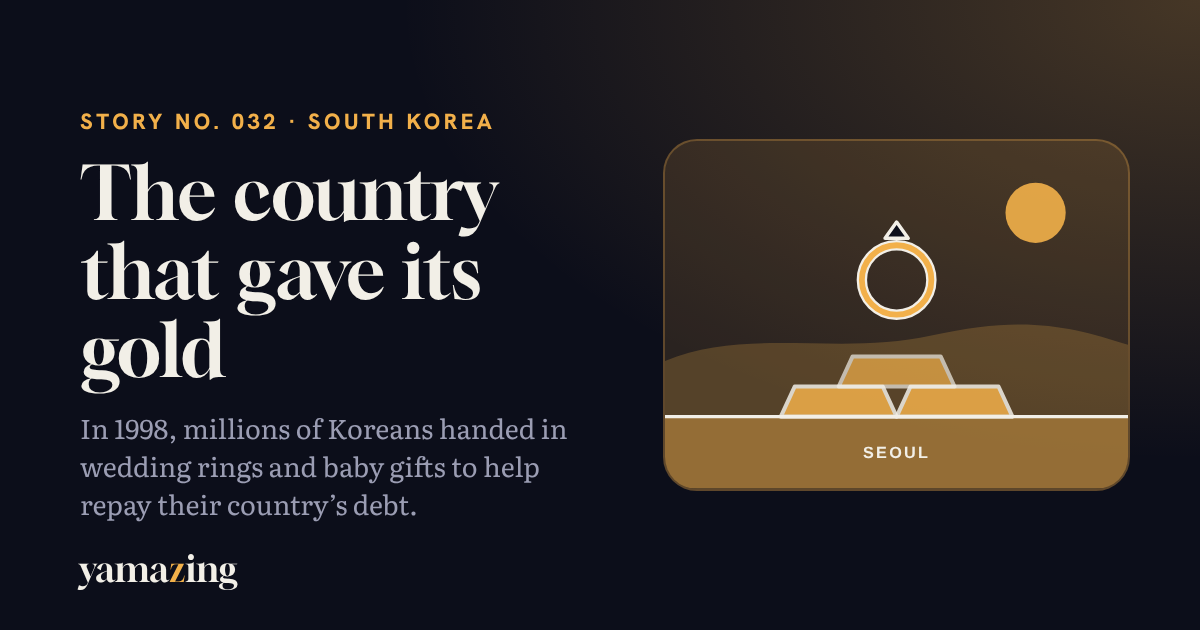 STORY NO. 032 · SOUTH KOREA
The country
that gave its
gold
In 1998, millions of Koreans handed in
wedding rings and baby gifts to help
repay their country’s debt.
yamazing
SEOUL